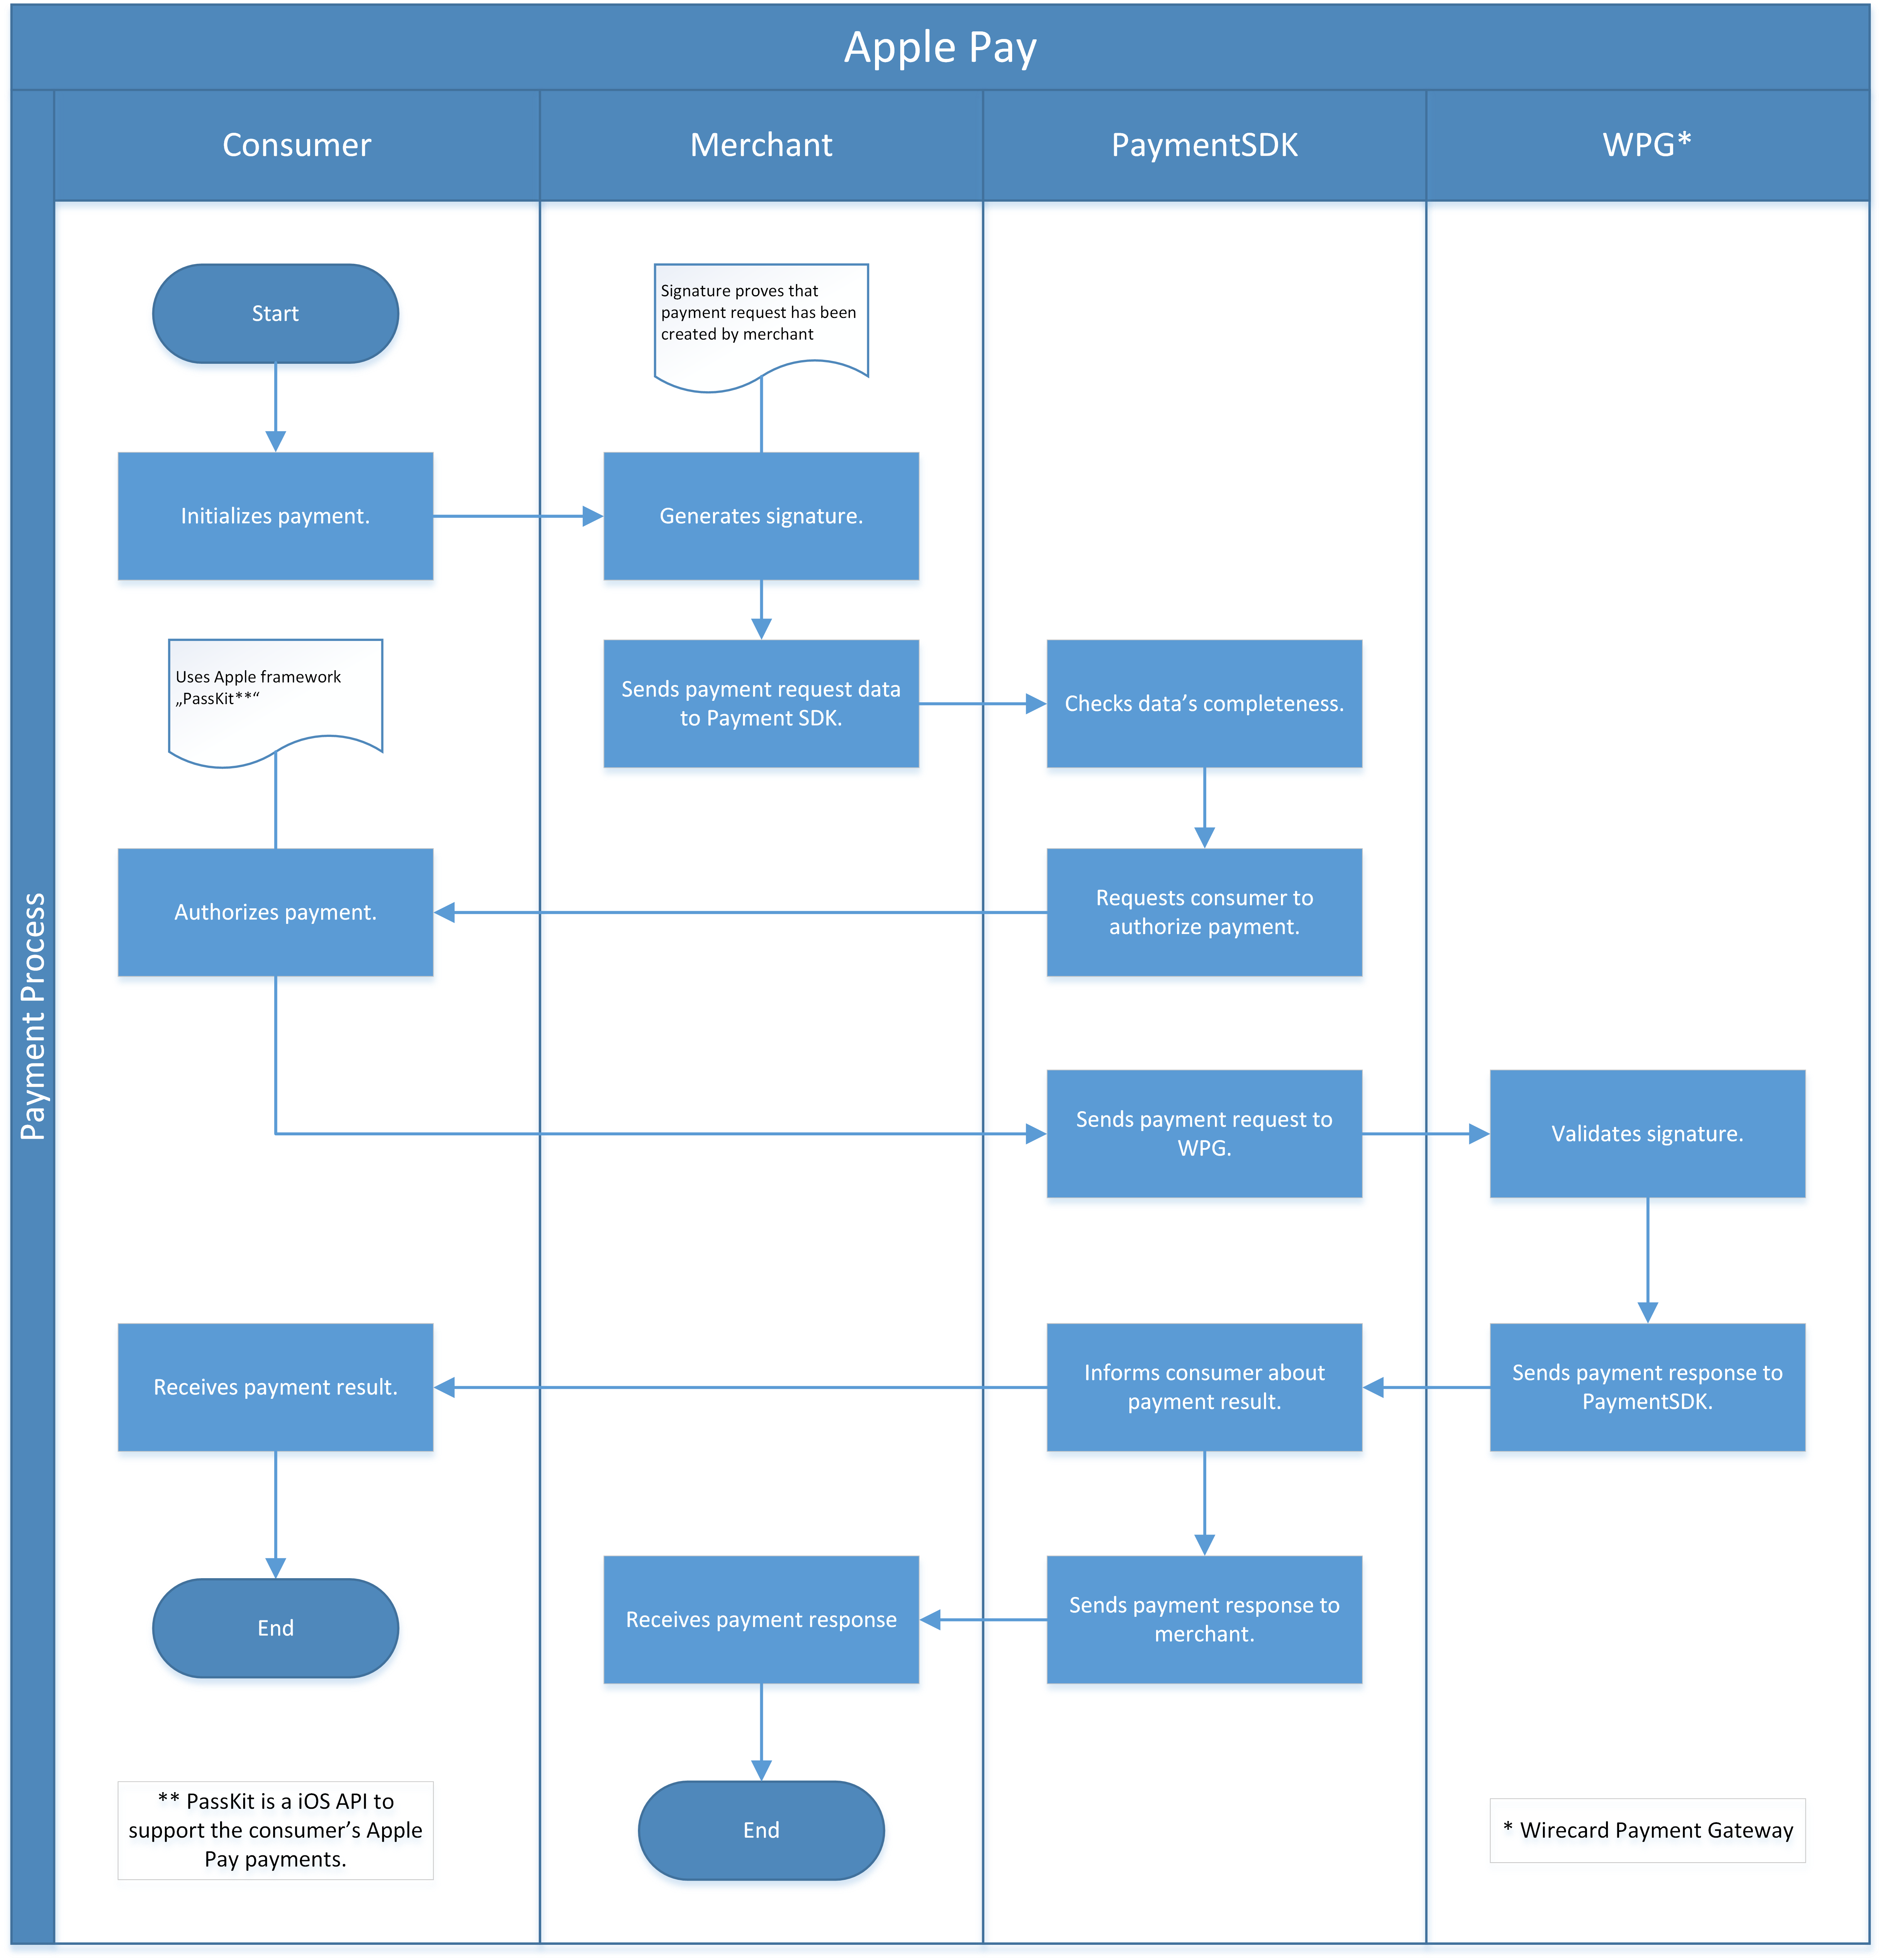 Apple Pay
Payment Process
Consumer
Merchant
PaymentSDK
WPG*
Start
Signature proves that
payment request has been
created by merchant
Initializes payment.
Generates signature.
Uses Apple framework
„PassKit**“
Sends payment request data
to Payment SDK.
Checks data’s completeness.
Authorizes payment.
Requests consumer to
authorize payment.
Sends payment request to
WPG.
Validates signature.
Receives payment result.
Informs consumer about
payment result.
Sends payment response to
PaymentSDK.
End
Receives payment response
Sends payment response to
merchant.
** PassKit is a iOS API to
support the consumer’s Apple
Pay payments.
End
* Wirecard Payment Gateway